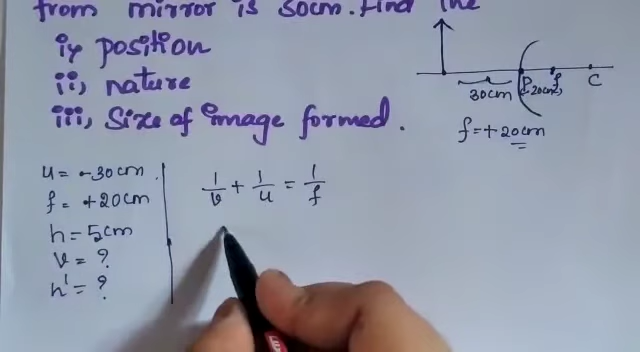 from mirror is 30cm. Find the
i, position
ii, nature
iii, Size of image formed.
30cm
P
20cm
f
C
f=+20cm
u = -30cm
f = +20cm
h = 5cm
v = ?
h' = ?
1/v + 1/u = 1/f